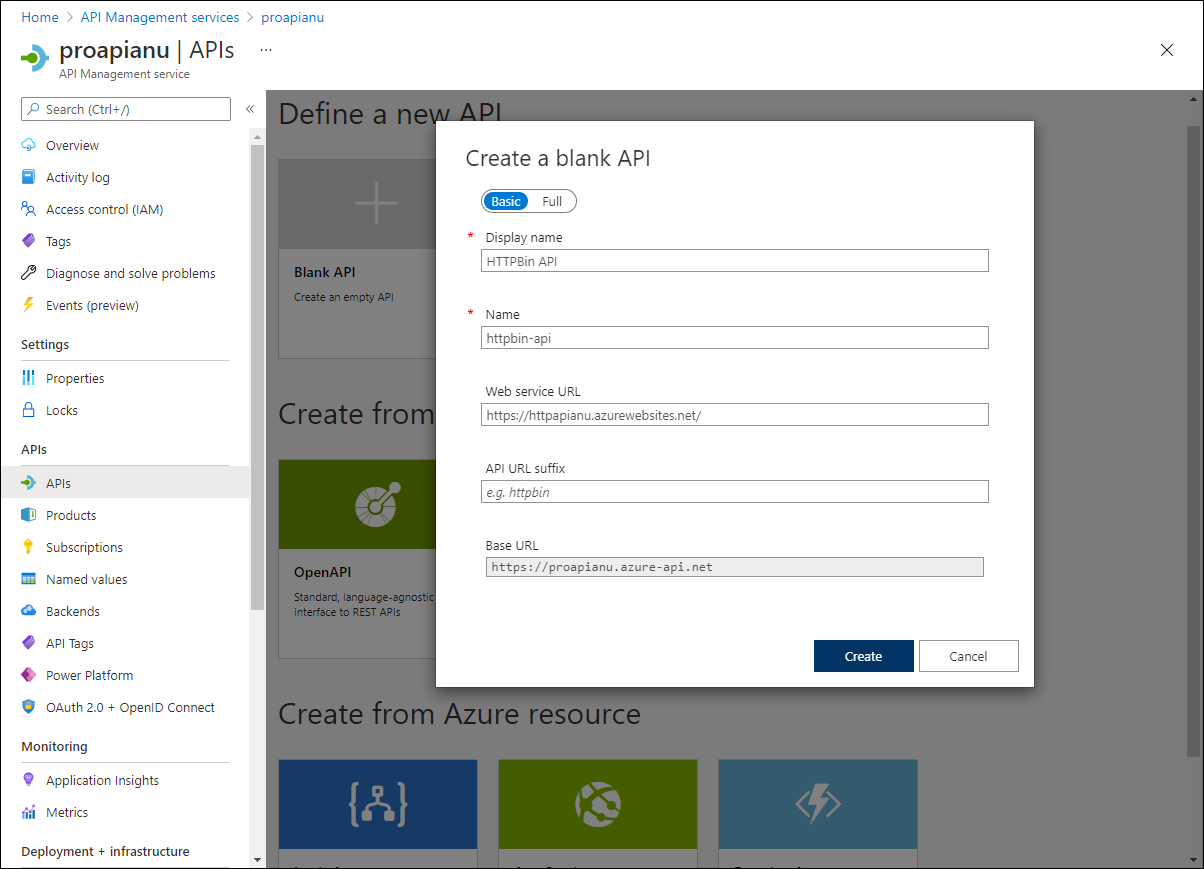 Home > API Management services > proapianu
proapianu | APIs ...
API Management service
Search (Ctrl+/)
«
Overview
Activity log
Access control (IAM)
Tags
Diagnose and solve problems
Events (preview)
Settings
Properties
Locks
APIs
APIs
Products
Subscriptions
Named values
Backends
API Tags
Power Platform
OAuth 2.0 + OpenID Connect
Monitoring
Application Insights
Metrics
Deployment + infrastructure
Define a new API
Blank API
Create an empty API
Create from
OpenAPI
Standard, language-agnostic
interface to REST APIs
Create from Azure resource
Create a blank API
Basic Full
* Display name
HTTPBin API
* Name
httpbin-api
Web service URL
https://httpapianu.azurewebsites.net/
API URL suffix
e.g. httpbin
Base URL
https://proapianu.azure-api.net
Create Cancel